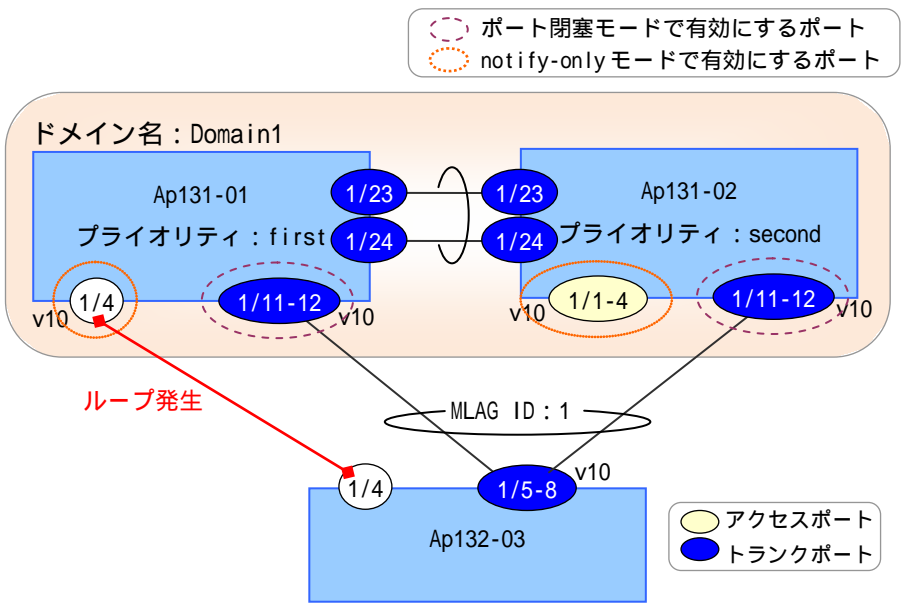 ポート閉塞モードで有効にするポート
notify-onlyモードで有効にするポート
ドメイン名：Domain1
Ap131-01
プライオリティ：first
1/23
1/24
1/23
1/24
Ap131-02
プライオリティ：second
1/4
v10
1/11-12
v10
1/1-4
v10
1/11-12
v10
ループ発生
MLAG ID：1
1/4
1/5-8
v10
Ap132-03
アクセスポート
トランクポート